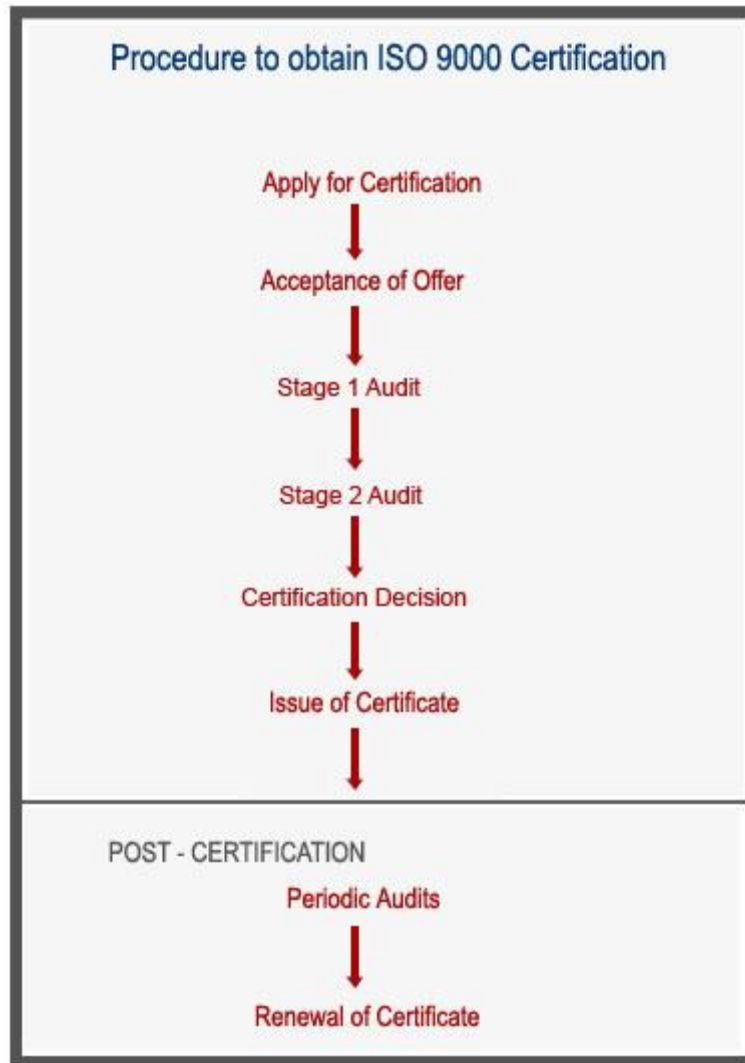 Procedure to obtain ISO 9000 Certification
Apply for Certification
Acceptance of Offer
Stage 1 Audit
Stage 2 Audit
Certification Decision
Issue of Certificate
POST - CERTIFICATION
Periodic Audits
Renewal of Certificate